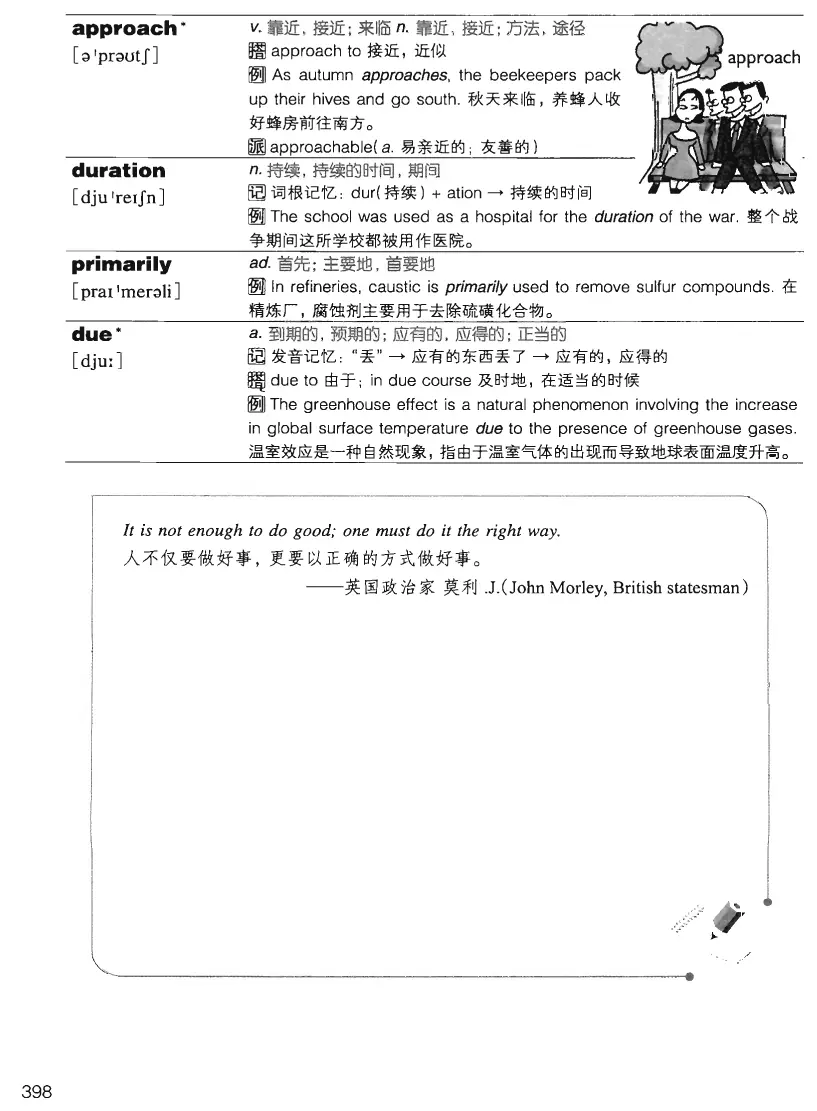 approach*
[ə'prəʊtʃ]
v. 靠近, 接近; 来临 n. 靠近, 接近; 方法, 途径
搭 approach to 接近, 近似
例 As autumn approaches, the beekeepers pack
up their hives and go south. 秋天来临, 养蜂人收
好蜂房前往南方。
派 approachable(a. 易亲近的; 友善的)
approach
duration
[dju'reɪʃn]
n. 持续, 持续的时间, 期间
记 词根记忆: dur(持续) + ation → 持续的时间
例 The school was used as a hospital for the duration of the war. 整个战
争期间这所学校都被用作医院。
primarily
[praɪ'merəli]
ad. 首先; 主要地, 首要地
例 In refineries, caustic is primarily used to remove sulfur compounds. 在
精炼厂, 腐蚀剂主要用于去除硫磺化合物。
due*
[djuː]
a. 到期的, 预期的; 应有的, 应得的; 正当的
记 发音记忆: “丢” → 应有的东西丢了 → 应有的, 应得的
搭 due to 由于; in due course 及时地, 在适当的时候
例 The greenhouse effect is a natural phenomenon involving the increase
in global surface temperature due to the presence of greenhouse gases.
温室效应是一种自然现象, 指由于温室气体的出现而导致地球表面温度升高。
It is not enough to do good; one must do it the right way.
人不仅要做好事, 更要以正确的方式做好事。
——英国政治家 莫利 .J.(John Morley, British statesman)
398